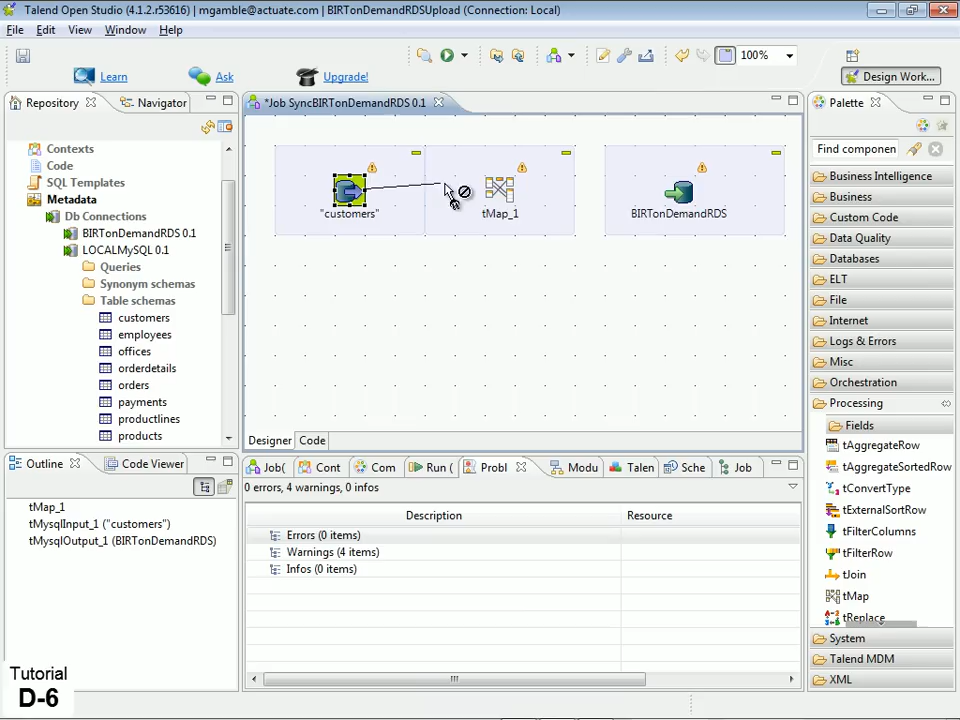 Talend Open Studio (4.1.2.r53616) | mgamble@actuate.com | BIRTonDemandRDSUpload (Connection: Local)
File Edit View Window Help
100%
Learn Ask Upgrade! Design Work...
Repository Navigator
*Job SyncBIRTonDemandRDS 0.1
Palette
Find componen
Contexts
Code
SQL Templates
Metadata
Db Connections
BIRTonDemandRDS 0.1
LOCALMySQL 0.1
Queries
Synonym schemas
Table schemas
customers
employees
offices
orderdetails
orders
payments
productlines
products
"customers" tMap_1 BIRTonDemandRDS
Designer Code
Business Intelligence
Business
Custom Code
Data Quality
Databases
ELT
File
Internet
Logs & Errors
Misc
Orchestration
Processing
Fields
tAggregateRow
tAggregateSortedRow
tConvertType
tExternalSortRow
tFilterColumns
tFilterRow
tJoin
tMap
tReplace
System
Talend MDM
XML
Outline Code Viewer
tMap_1
tMysqlInput_1 ("customers")
tMysqlOutput_1 (BIRTonDemandRDS)
Job( Cont Com Run ( Probl Modu Talen Sche Job
0 errors, 4 warnings, 0 infos
Description Resource
Errors (0 items)
Warnings (4 items)
Infos (0 items)
Tutorial
D-6